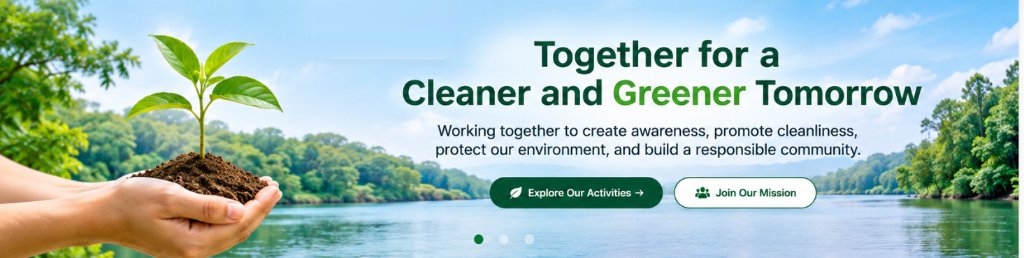 Together for a
Cleaner and Greener Tomorrow
Working together to create awareness, promote cleanliness,
protect our environment, and build a responsible community.
Explore Our Activities →
Join Our Mission